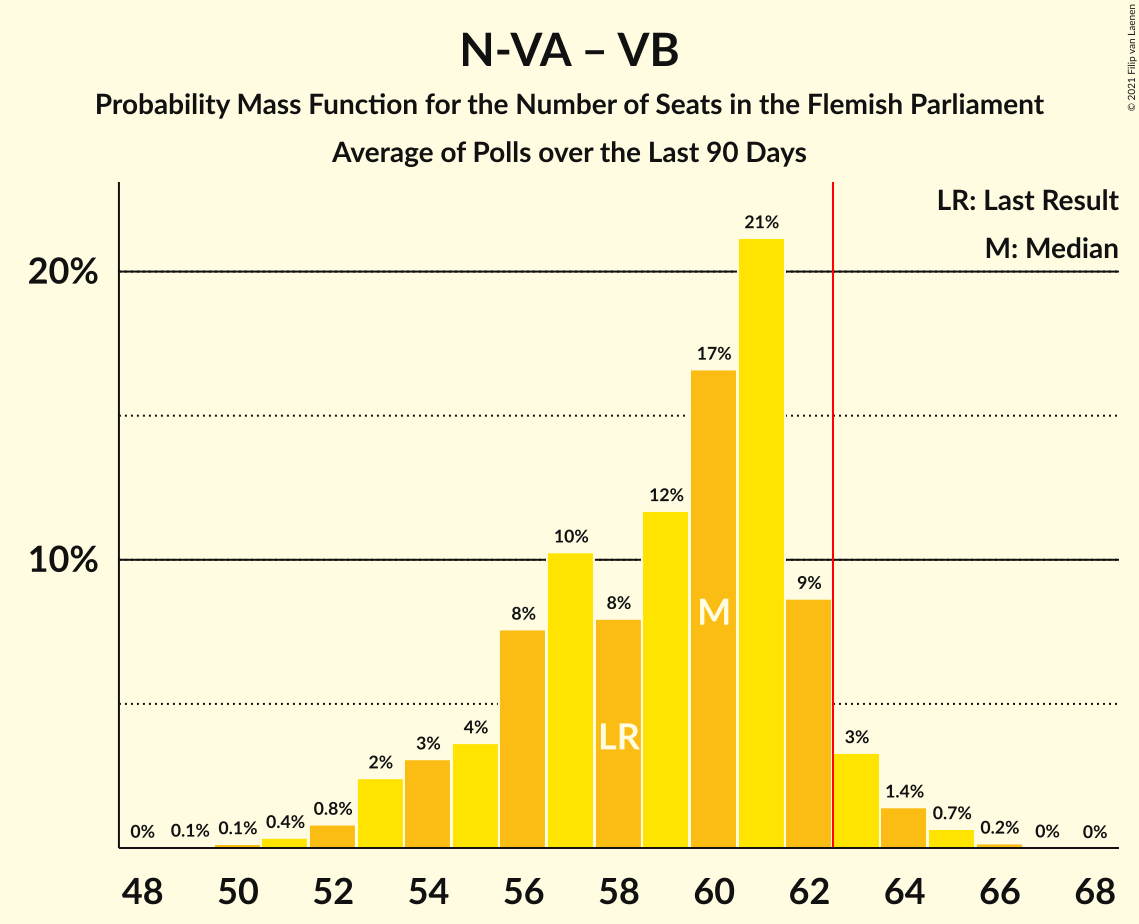 N-VA – VB
Probability Mass Function for the Number of Seats in the Flemish Parliament
Average of Polls over the Last 90 Days
© 2021 Filip van Laenen
LR: Last Result
M: Median
20%
10%
0%
0.1%
0.1%
0.4%
0.8%
2%
3%
4%
8%
10%
8%
12%
17%
21%
9%
3%
1.4%
0.7%
0.2%
0%
0%
M
LR
48 50 52 54 56 58 60 62 64 66 68